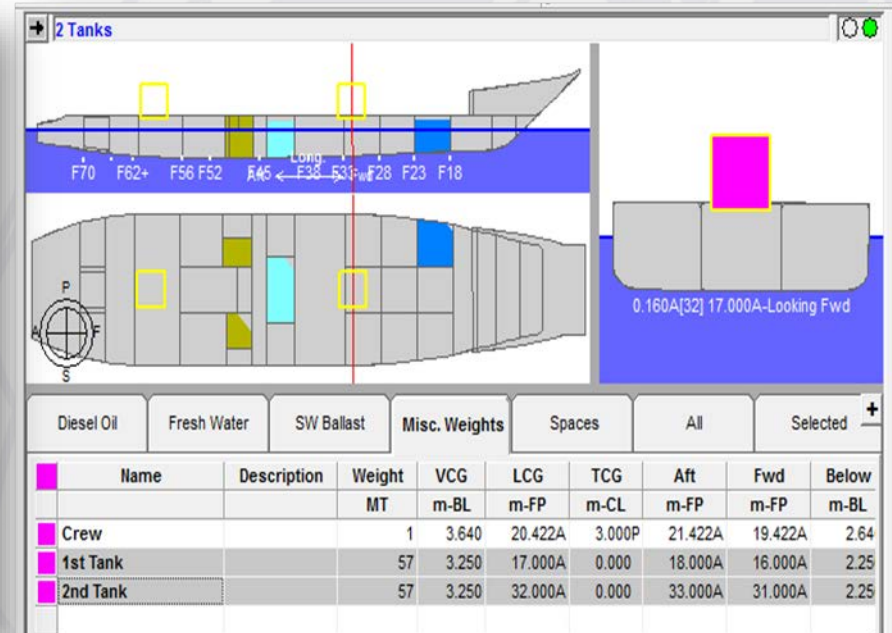 2 Tanks
F70 F62+ F56 F52 F45 F38 F33 F28 F23 F18
Aft Long. Fwd
P
A F
S
0.160A[32] 17.000A-Looking Fwd
Diesel Oil Fresh Water SW Ballast Misc. Weights Spaces All Selected +
Name Description Weight VCG LCG TCG Aft Fwd Below
MT m-BL m-FP m-CL m-FP m-FP m-BL
Crew 1 3.640 20.422A 3.000P 21.422A 19.422A 2.64
1st Tank 57 3.250 17.000A 0.000 18.000A 16.000A 2.25
2nd Tank 57 3.250 32.000A 0.000 33.000A 31.000A 2.25